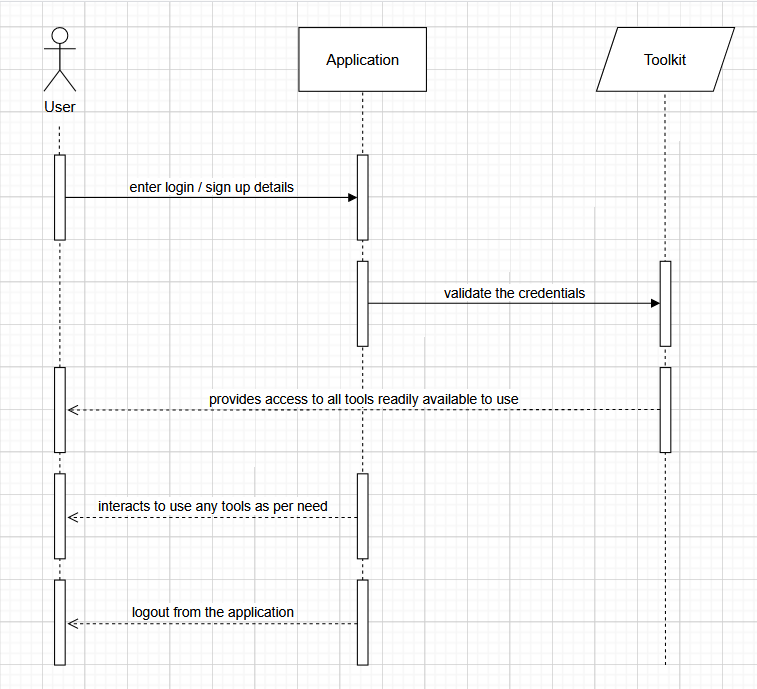 User
Application
Toolkit
enter login / sign up details
validate the credentials
provides access to all tools readily available to use
interacts to use any tools as per need
logout from the application